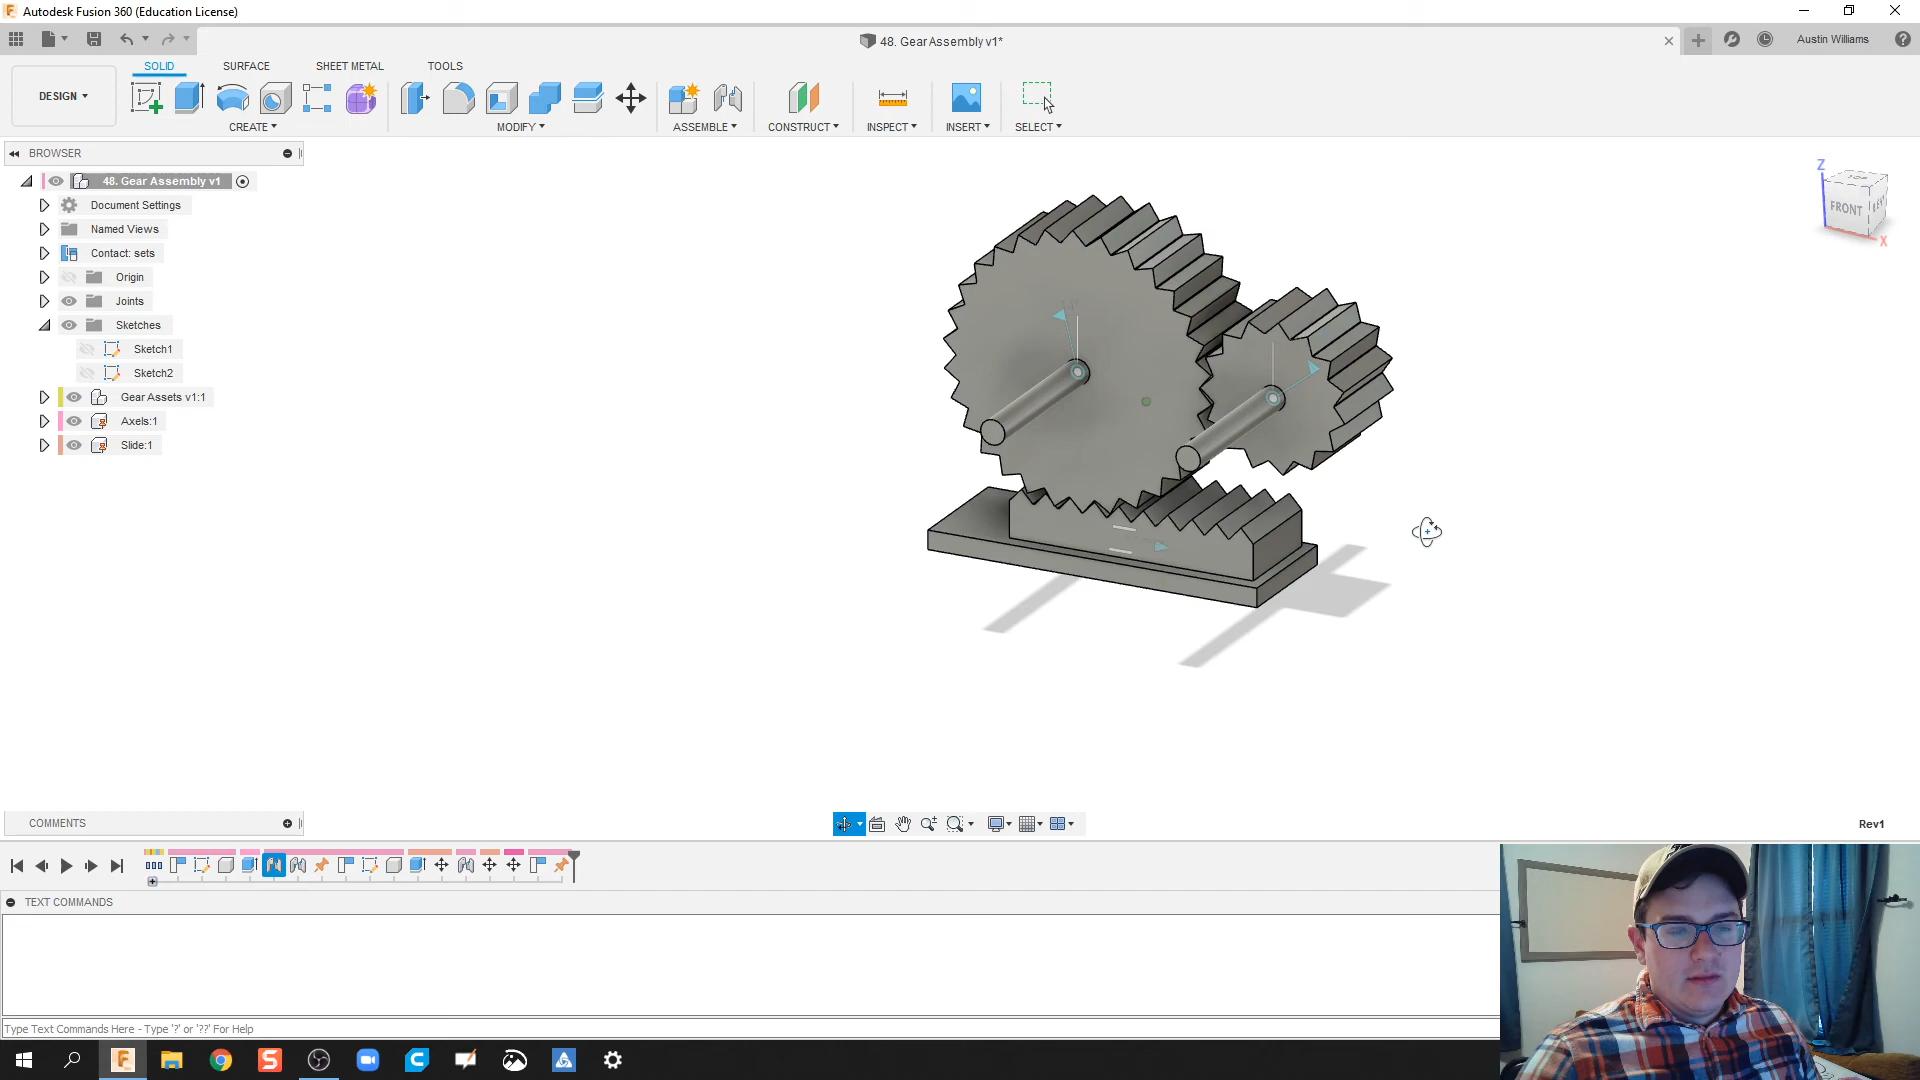 Autodesk Fusion 360 (Education License)
48. Gear Assembly v1*
Austin Williams
DESIGN
SOLID
SURFACE
SHEET METAL
TOOLS
CREATE
MODIFY
ASSEMBLE
CONSTRUCT
INSPECT
INSERT
SELECT
BROWSER
48. Gear Assembly v1
Document Settings
Named Views
Contact: sets
Origin
Joints
Sketches
Sketch1
Sketch2
Gear Assets v1:1
Axels:1
Slide:1
Z
TOP
FRONT
X
COMMENTS
Rev1
TEXT COMMANDS
Type Text Commands Here - Type '?' or '??' For Help